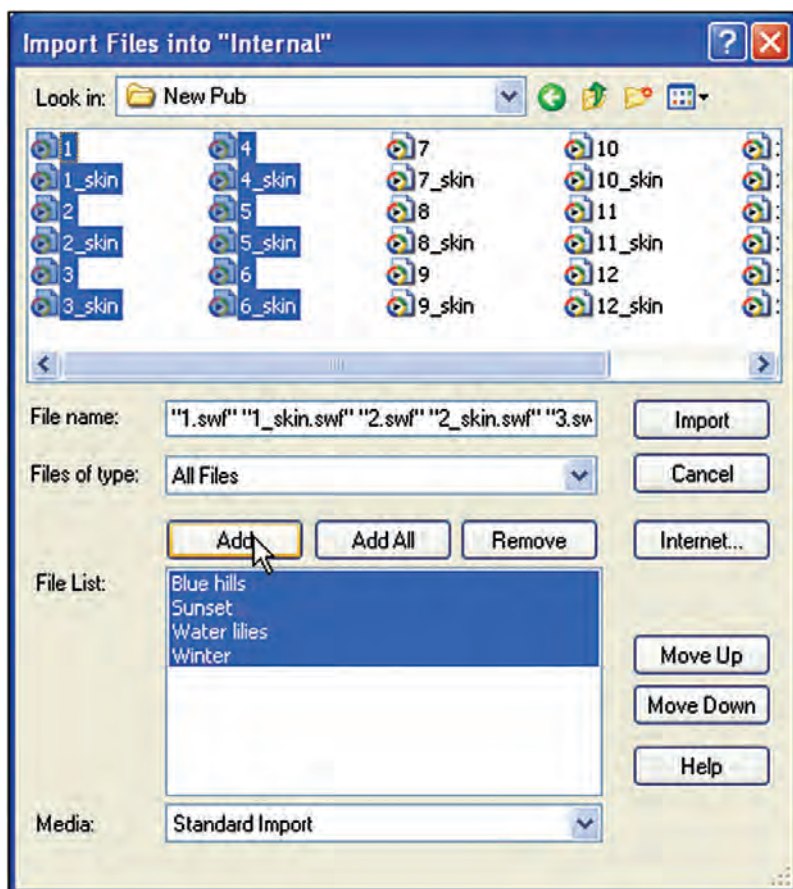 Import Files into "Internal"
Look in: New Pub
1 4 7 10
1_skin 4_skin 7_skin 10_skin
2 5 8 11
2_skin 5_skin 8_skin 11_skin
3 6 9 12
3_skin 6_skin 9_skin 12_skin
File name: "1.swf" "1_skin.swf" "2.swf" "2_skin.swf" "3.sw Import
Files of type: All Files Cancel
Add Add All Remove Internet...
File List: Blue hills
Sunset
Water lilies
Winter
Move Up
Move Down
Help
Media: Standard Import